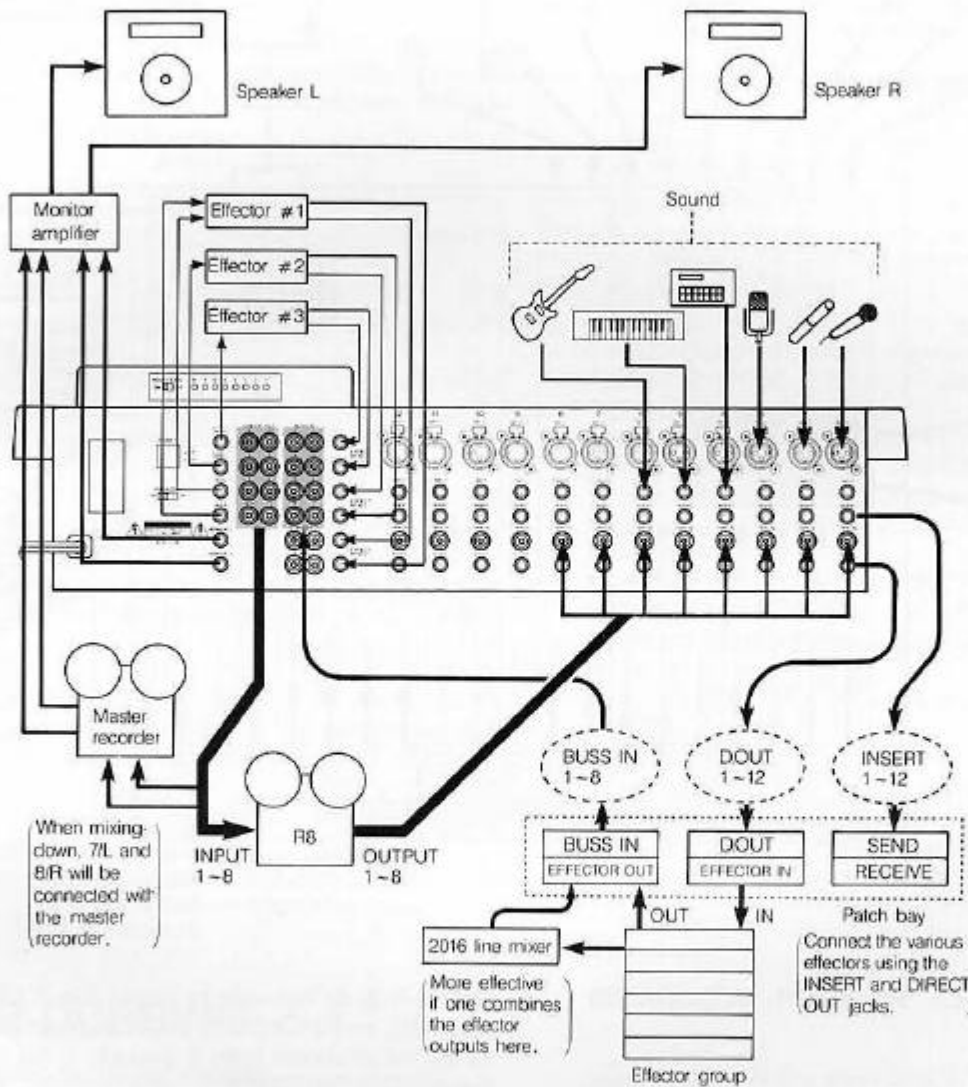 Speaker L
Speaker R
Monitor
amplifier
Effector #1
Effector #2
Effector #3
Sound
Master
recorder
When mixing-
down, 7/L and
8/R will be
connected with
the master
recorder.
INPUT
1~8
R8
OUTPUT
1~8
BUSS IN
1~8
D.OUT
1~12
INSERT
1~12
BUSS IN
EFFECTOR OUT
DOUT
EFFECTOR IN
SEND
RECEIVE
OUT
IN
Patch bay
2016 line mixer
More effective
if one combines
the effector
outputs here.
Connect the various
effectors using the
INSERT and DIRECT
OUT jacks.
Effector group